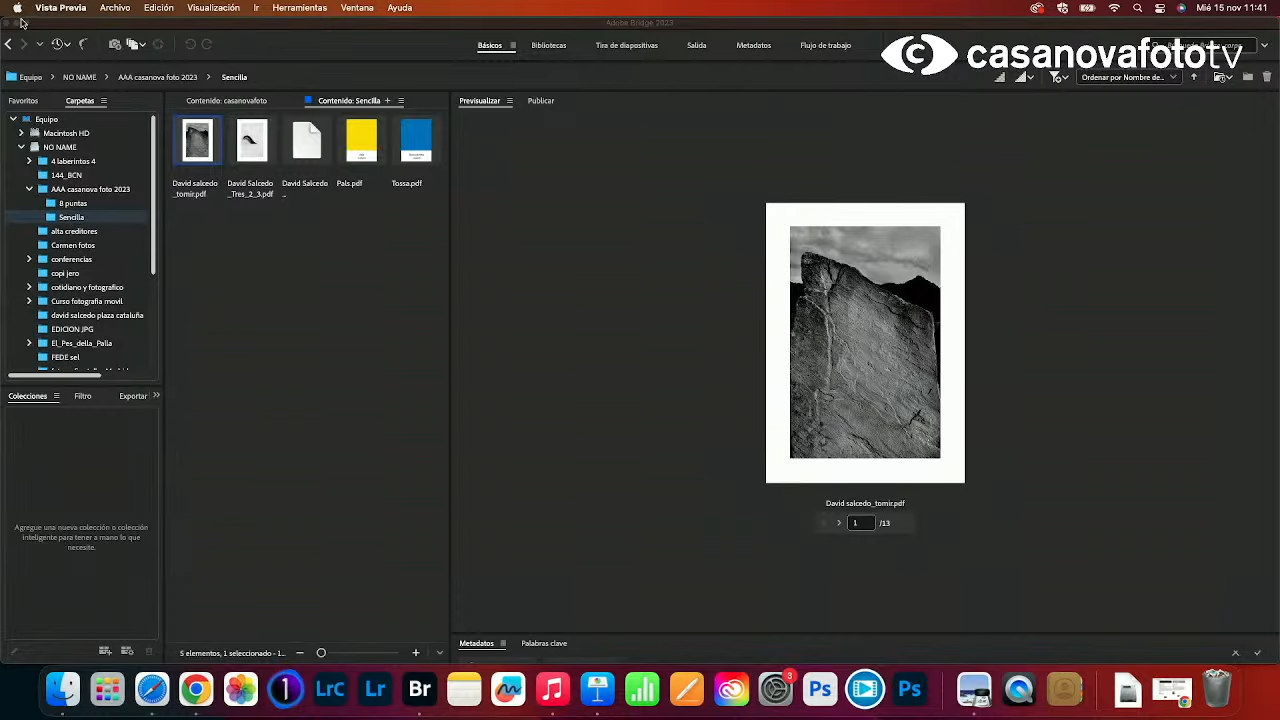 Vista Previa Archivo Edición Visualización Ir Herramientas Ventana Ayuda
Mié 15 nov 11:41
Adobe Bridge 2023
Básicos Bibliotecas Tira de diapositivas Salida Metadatos Flujo de trabajo
casanovafototv
Equipo > NO NAME > AAA casanova foto 2023 > Sencilla
Ordenar por Nombre de...
Favoritos Carpetas
Contenido: casanovafoto Contenido: Sencilla
Previsualizar Publicar
Equipo
Macintosh HD
NO NAME
4 laberintos 4
144_BCN
AAA casanova foto 2023
8 puntas
Sencilla
alta creditores
Carmen fotos
conferencias
copi jero
cotidiano y fotografico
Curso fotografia movil
david salcedo plaza cataluña
EDICION JPG
El_Pes_della_Palla
FEDE sel
David salcedo
_tomir.pdf
David Salcedo
_Tres_2_3.pdf
David Salcedo
..
Pals.pdf
Tossa.pdf
David salcedo_tomir.pdf
1 /13
Colecciones Filtro Exportar
Agregue una nueva colección o colección
inteligente para tener a mano lo que
necesite.
5 elementos, 1 seleccionado - 1...
Metadatos Palabras clave
1
LrC
Lr
Br
3
Ps
Ps